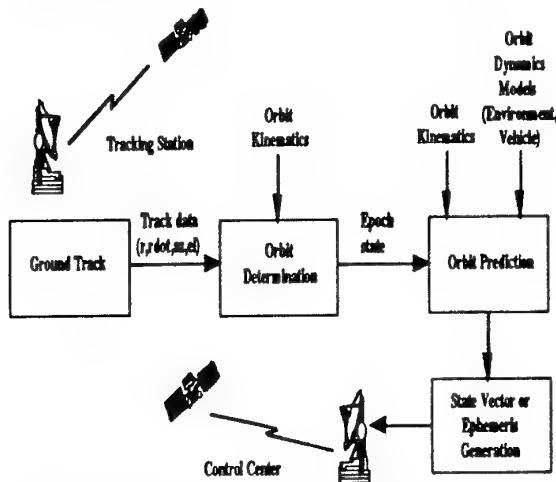 Orbit
Dynamics
Models
(Environment,
Vehicle)
Orbit
Kinematics
Orbit
Kinematics
Tracking Station
Track data
(r,rdot,az,el)
Epoch
state
Ground Track
Orbit
Determination
Orbit Prediction
State Vector or
Ephemeris
Generation
Control Center